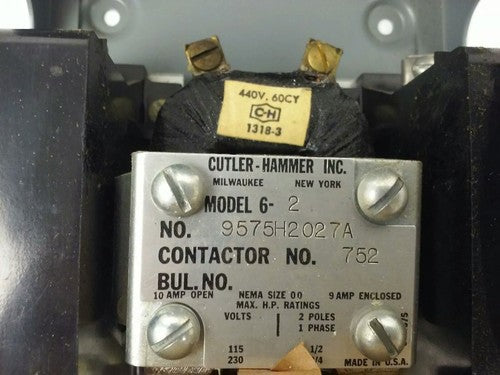 440V. 60CY
C-H
1318-3
CUTLER-HAMMER INC.
MILWAUKEE NEW YORK
MODEL 6- 2
NO. 9575H2027A
CONTACTOR NO. 752
BUL. NO.
10 AMP OPEN NEMA SIZE 00 9 AMP ENCLOSED
MAX. H.P. RATINGS
VOLTS 2 POLES
1 PHASE
115 1/2
230 /4
MADE IN U.S.A.